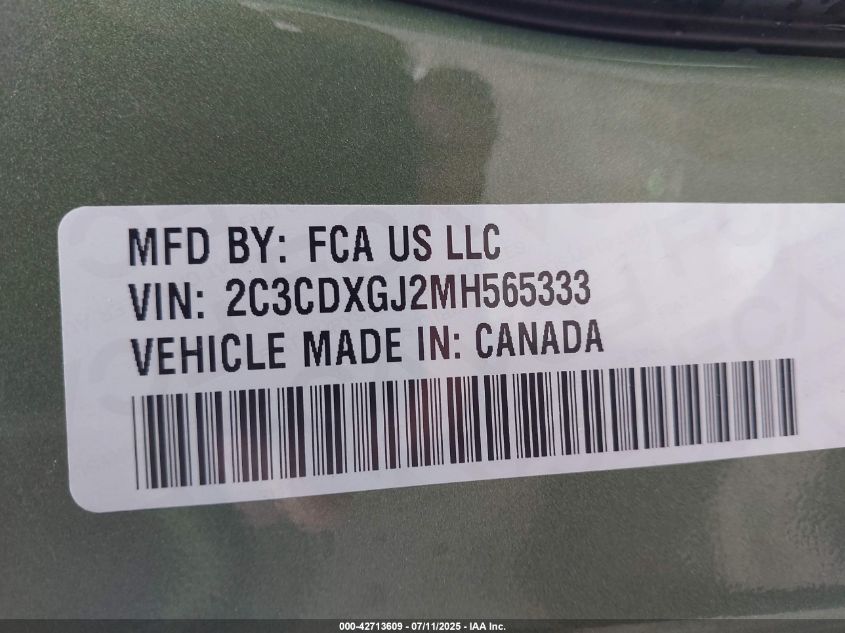 MFD BY: FCA US LLC
VIN: 2C3CDXGJ2MH565333
VEHICLE MADE IN: CANADA
000-42713609 - 07/11/2025 - IAA Inc.